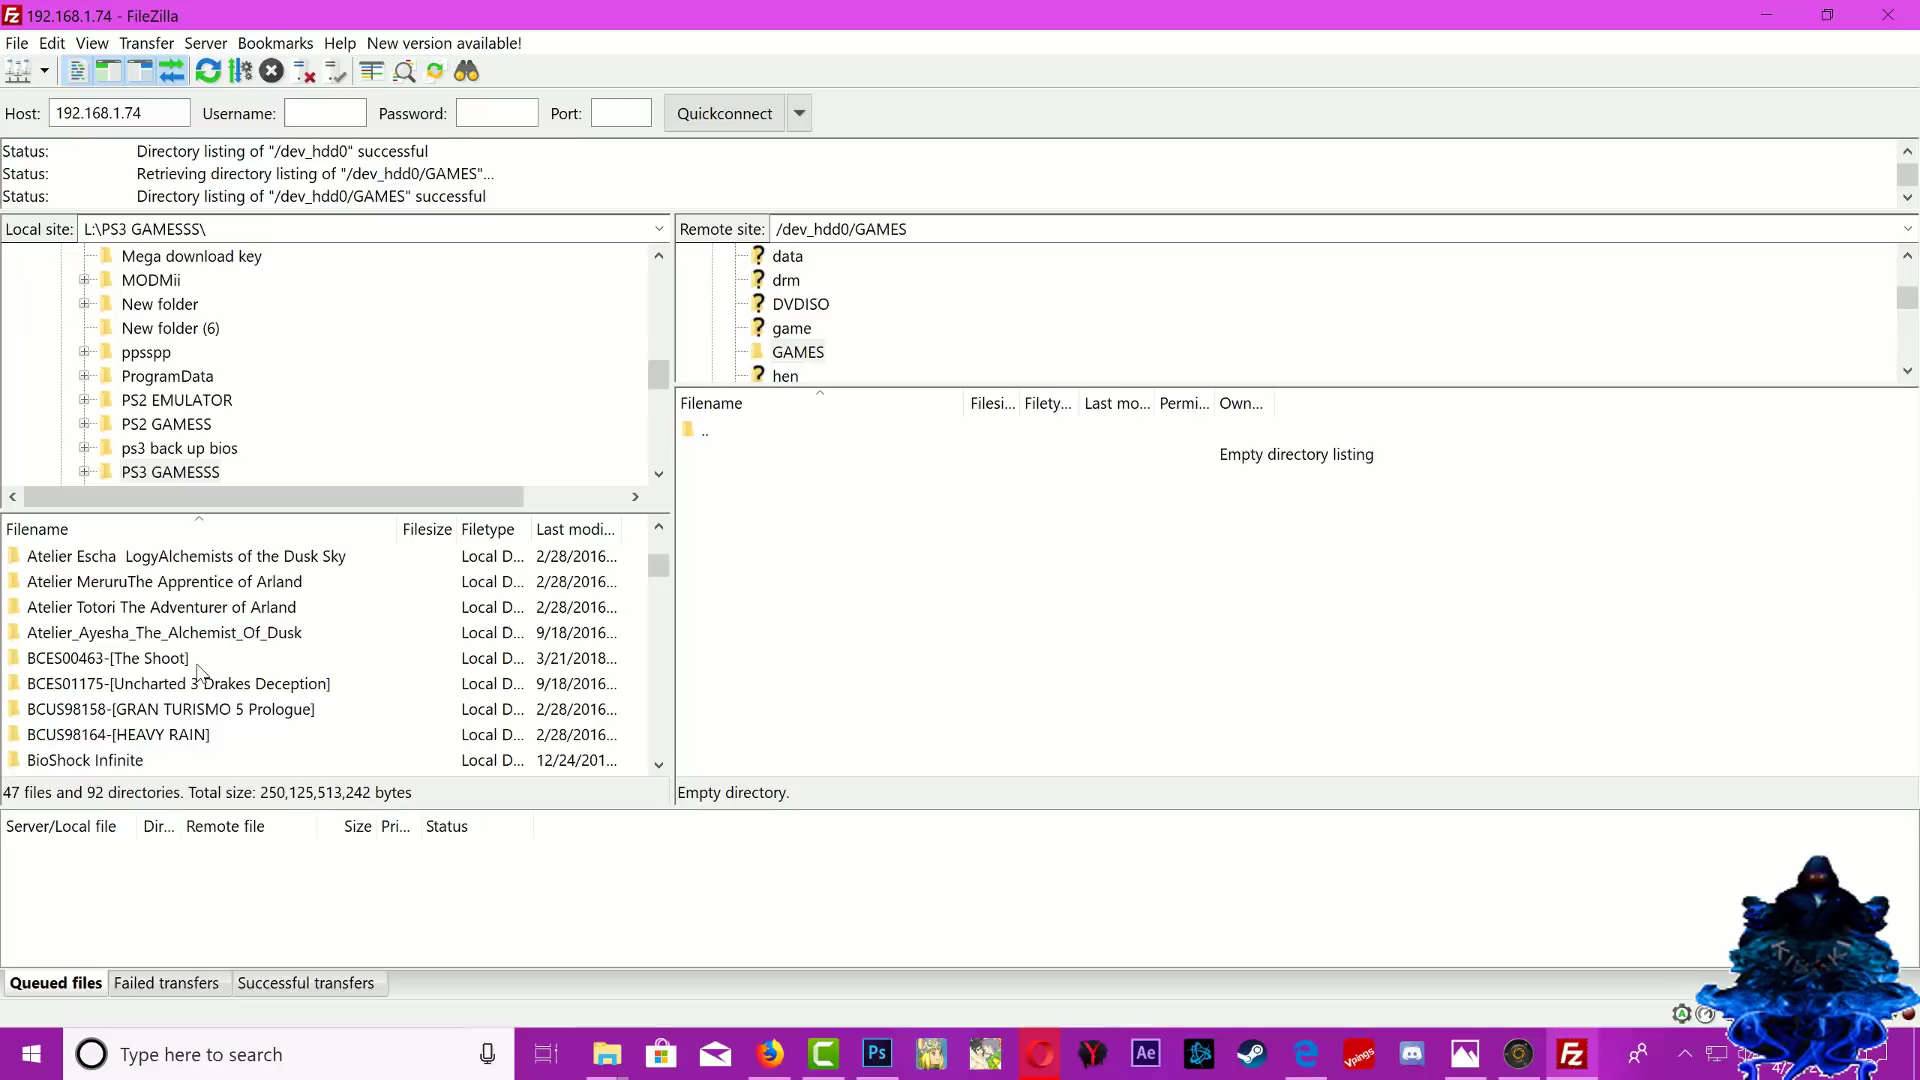 192.168.1.74 - FileZilla
File Edit View Transfer Server Bookmarks Help New version available!
Host: 192.168.1.74 Username: Password: Port: Quickconnect
Status: Directory listing of "/dev_hdd0" successful
Status: Retrieving directory listing of "/dev_hdd0/GAMES"...
Status: Directory listing of "/dev_hdd0/GAMES" successful
Local site: L:\PS3 GAMESSS\
Mega download key
MODMii
New folder
New folder (6)
ppsspp
ProgramData
PS2 EMULATOR
PS2 GAMESS
ps3 back up bios
PS3 GAMESSS
Filename Filesize Filetype Last modi...
Atelier Escha LogyAlchemists of the Dusk Sky Local D... 2/28/2016...
Atelier MeruruThe Apprentice of Arland Local D... 2/28/2016...
Atelier Totori The Adventurer of Arland Local D... 2/28/2016...
Atelier_Ayesha_The_Alchemist_Of_Dusk Local D... 9/18/2016...
BCES00463-[The Shoot] Local D... 3/21/2018...
BCES01175-[Uncharted 3 Drakes Deception] Local D... 9/18/2016...
BCUS98158-[GRAN TURISMO 5 Prologue] Local D... 2/28/2016...
BCUS98164-[HEAVY RAIN] Local D... 2/28/2016...
BioShock Infinite Local D... 12/24/201...
47 files and 92 directories. Total size: 250,125,513,242 bytes
Remote site: /dev_hdd0/GAMES
data
drm
DVDISO
game
GAMES
hen
Filename Filesi... Filety... Last mo... Permi... Own...
..
Empty directory listing
Empty directory.
Server/Local file Dir... Remote file Size Pri... Status
Queued files Failed transfers Successful transfers
Type here to search
Ps
Ae
Vpings
Fz